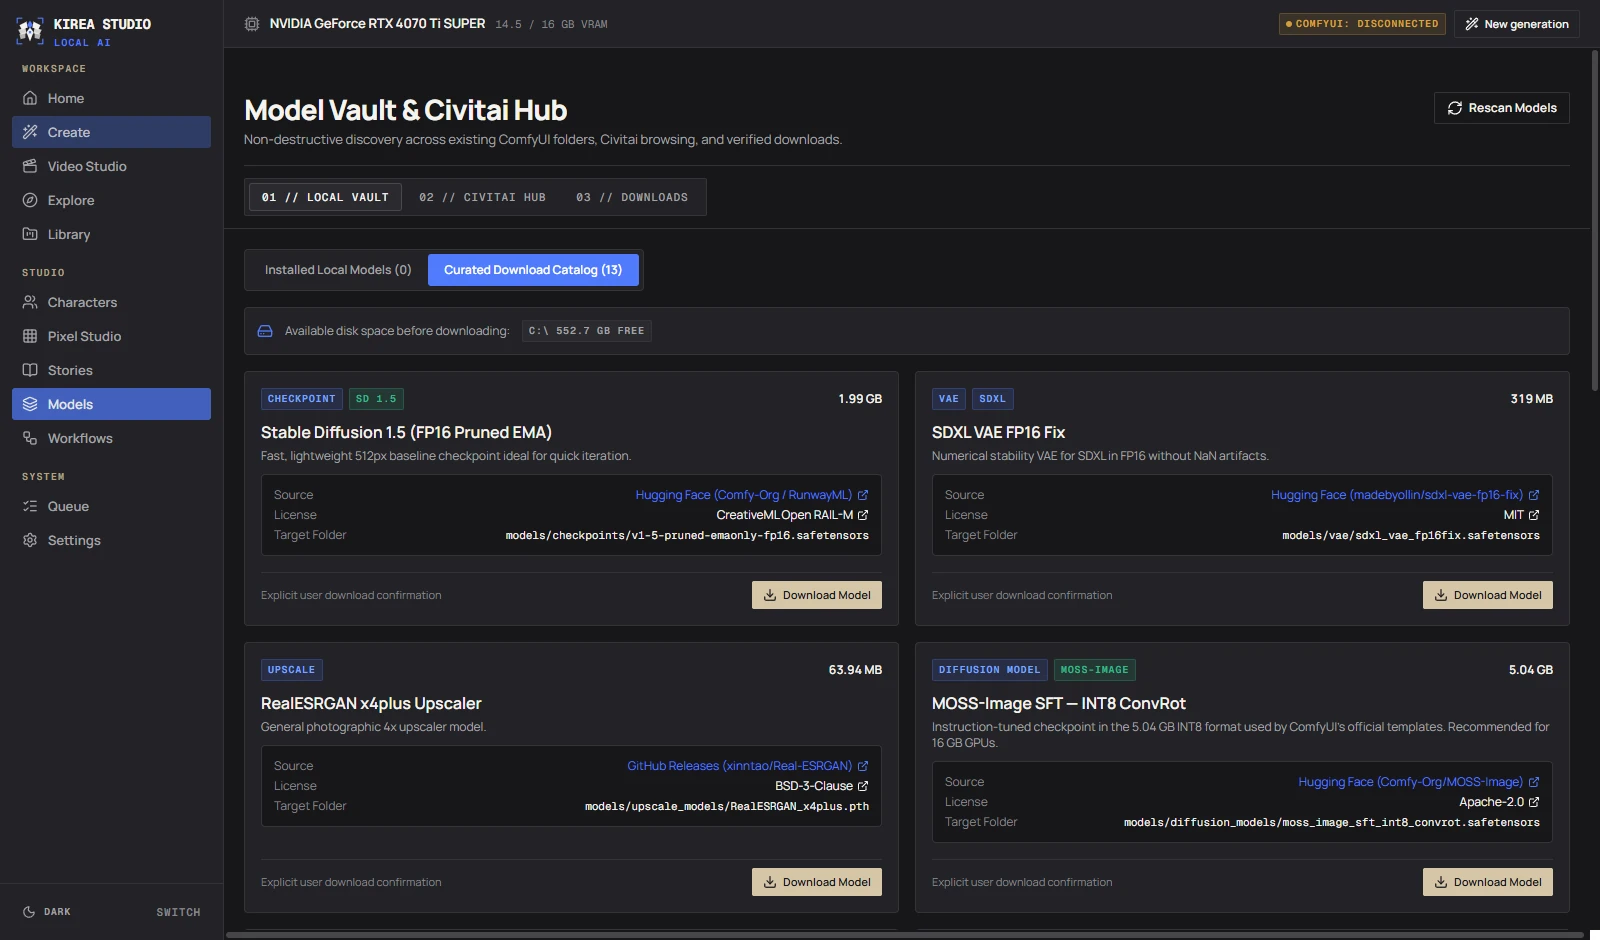 KIREA STUDIO
LOCAL AI
WORKSPACE
Home
Create
Video Studio
Explore
Library
STUDIO
Characters
Pixel Studio
Stories
Models
Workflows
SYSTEM
Queue
Settings
DARK
SWITCH
NVIDIA GeForce RTX 4070 Ti SUPER 14.5 / 16 GB VRAM
COMFYUI: DISCONNECTED
New generation
Model Vault & Civitai Hub
Non-destructive discovery across existing ComfyUI folders, Civitai browsing, and verified downloads.
Rescan Models
01 // LOCAL VAULT
02 // CIVITAI HUB
03 // DOWNLOADS
Installed Local Models (0)
Curated Download Catalog (13)
Available disk space before downloading: C:\ 552.7 GB FREE
CHECKPOINT SD 1.5 1.99 GB
Stable Diffusion 1.5 (FP16 Pruned EMA)
Fast, lightweight 512px baseline checkpoint ideal for quick iteration.
Source Hugging Face (Comfy-Org / RunwayML)
License CreativeML Open RAIL-M
Target Folder models/checkpoints/v1-5-pruned-emaonly-fp16.safetensors
Explicit user download confirmation
Download Model
VAE SDXL 319 MB
SDXL VAE FP16 Fix
Numerical stability VAE for SDXL in FP16 without NaN artifacts.
Source Hugging Face (madebyollin/sdxl-vae-fp16-fix)
License MIT
Target Folder models/vae/sdxl_vae_fp16fix.safetensors
Explicit user download confirmation
Download Model
UPSCALE 63.94 MB
RealESRGAN x4plus Upscaler
General photographic 4x upscaler model.
Source GitHub Releases (xinntao/Real-ESRGAN)
License BSD-3-Clause
Target Folder models/upscale_models/RealESRGAN_x4plus.pth
Explicit user download confirmation
Download Model
DIFFUSION MODEL MOSS-IMAGE 5.04 GB
MOSS-Image SFT — INT8 ConvRot
Instruction-tuned checkpoint in the 5.04 GB INT8 format used by ComfyUI's official templates. Recommended for
16 GB GPUs.
Source Hugging Face (Comfy-Org/MOSS-Image)
License Apache-2.0
Target Folder models/diffusion_models/moss_image_sft_int8_convrot.safetensors
Explicit user download confirmation
Download Model